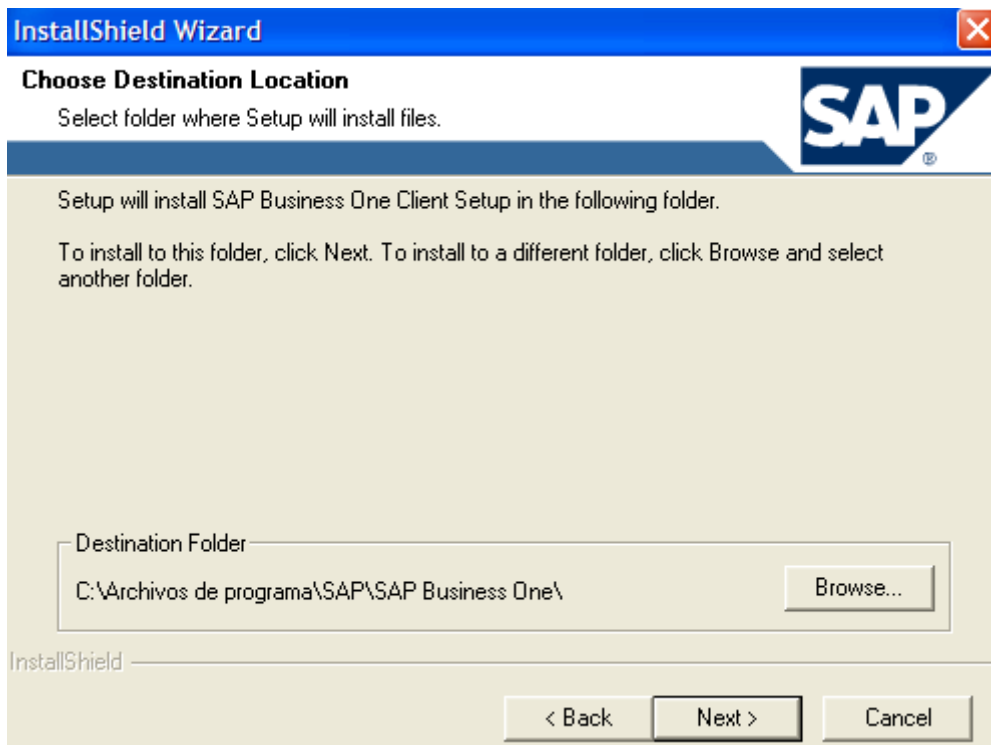 InstallShield Wizard
Choose Destination Location
Select folder where Setup will install files.
SAP
®
Setup will install SAP Business One Client Setup in the following folder.
To install to this folder, click Next. To install to a different folder, click Browse and select
another folder.
Destination Folder
C:\Archivos de programa\SAP\SAP Business One\
Browse...
InstallShield
< Back
Next >
Cancel